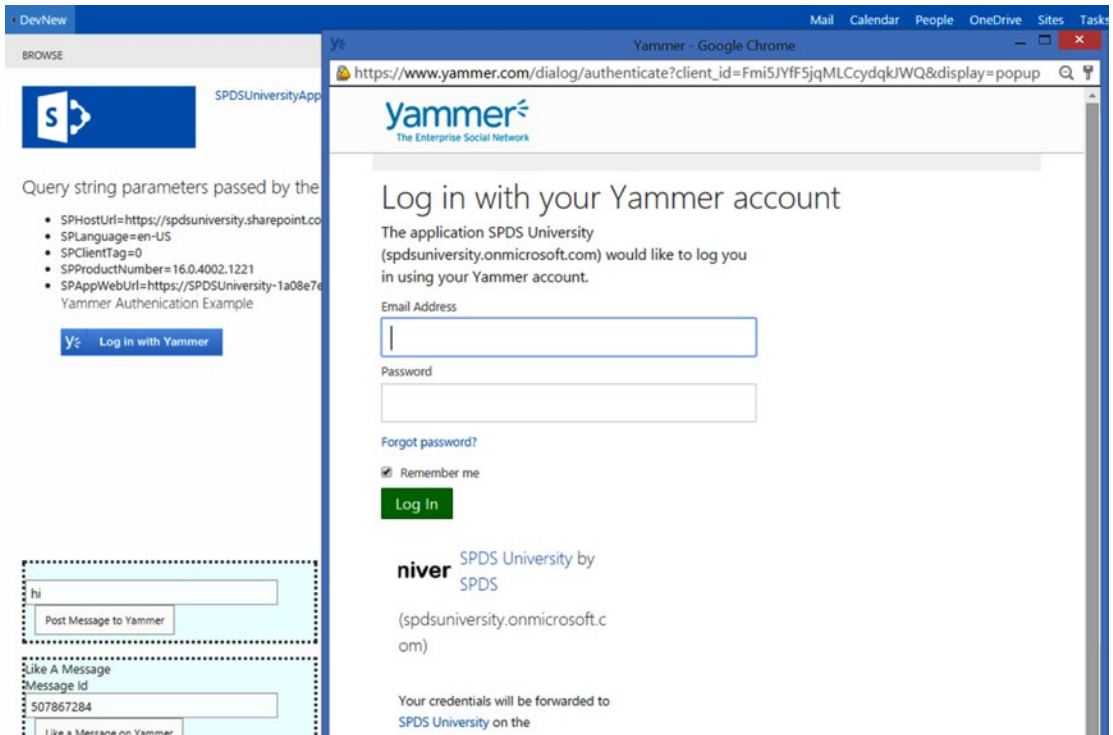 DevNew
Mail Calendar People OneDrive Sites Tasks
BROWSE
SPDSUniversityApp
Query string parameters passed by the
SPHostUrl=https://spdsuniversity.sharepoint.co
SPLanguage=en-US
SPClientTag=0
SPProductNumber=16.0.4002.1221
SPAppWebUrl=https://SPDSUniversity-1a08e7e
Yammer Authenication Example
Log in with Yammer
hi
Post Message to Yammer
Like A Message
Message Id
507867284
Like a Message on Yammer
Yammer - Google Chrome
https://www.yammer.com/dialog/authenticate?client_id=Fmi5JYfF5jqMLCcydqkJWQ&display=popup
yammer
The Enterprise Social Network
Log in with your Yammer account
The application SPDS University
(spdsuniversity.onmicrosoft.com) would like to log you
in using your Yammer account.
Email Address
Password
Forgot password?
Remember me
Log In
niver
SPDS University by
SPDS
(spdsuniversity.onmicrosoft.c
om)
Your credentials will be forwarded to
SPDS University on the